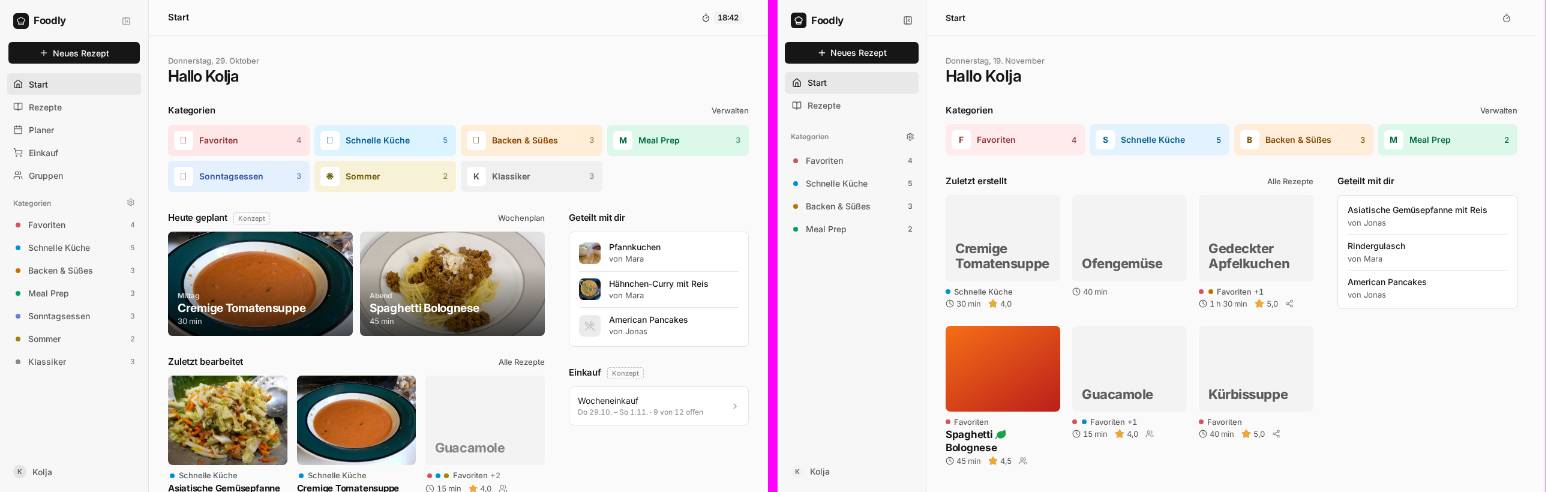 Foodly
Start
18:42
Neues Rezept
Start
Rezepte
Planer
Einkauf
Gruppen
Kategorien
Favoriten 4
Schnelle Küche 5
Backen & Süßes 3
Meal Prep 3
Sonntagsessen 3
Sommer 2
Klassiker 3
K Kolja
Donnerstag, 29. Oktober
Hallo Kolja
Kategorien Verwalten
Favoriten 4
Schnelle Küche 5
Backen & Süßes 3
M Meal Prep 3
Sonntagsessen 3
Sommer 2
K Klassiker 3
Heute geplant Konzept Wochenplan
Mittag
Cremige Tomatensuppe
30 min
Abend
Spaghetti Bolognese
45 min
Zuletzt bearbeitet Alle Rezepte
Schnelle Küche
Asiatische Gemüsepfanne
Schnelle Küche
Cremige Tomatensuppe
Guacamole
Favoriten +2
15 min 4,0
Geteilt mit dir
Pfannkuchen
von Mara
Hähnchen-Curry mit Reis
von Mara
American Pancakes
von Jonas
Einkauf Konzept
Wocheneinkauf
Do 29.10. – So 1.11. · 9 von 12 offen
Foodly
Start
Neues Rezept
Start
Rezepte
Kategorien
Favoriten 4
Schnelle Küche 5
Backen & Süßes 3
Meal Prep 2
K Kolja
Donnerstag, 19. November
Hallo Kolja
Kategorien Verwalten
F Favoriten 4
S Schnelle Küche 5
B Backen & Süßes 3
M Meal Prep 2
Zuletzt erstellt Alle Rezepte
Cremige
Tomatensuppe
Schnelle Küche
30 min 4,0
Ofengemüse
40 min
Gedeckter
Apfelkuchen
Favoriten +1
1 h 30 min 5,0
Favoriten
Spaghetti
Bolognese
45 min 4,5
Guacamole
Favoriten +1
15 min 4,0
Kürbissuppe
Favoriten
40 min 5,0
Geteilt mit dir
Asiatische Gemüsepfanne mit Reis
von Jonas
Rindergulasch
von Mara
American Pancakes
von Jonas